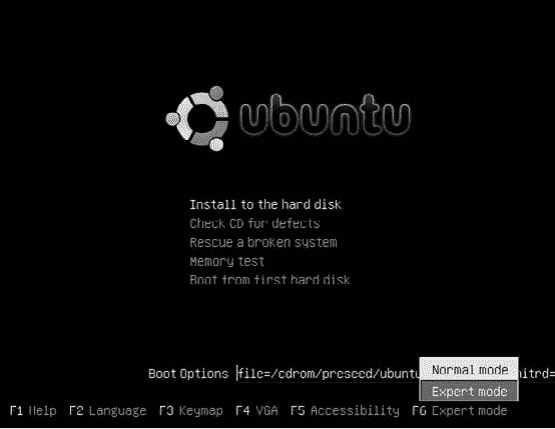 ubuntu
Install to the hard disk
Check CD for defects
Rescue a broken system
Memory test
Boot from first hard disk
Normal mode
Boot Options file=/cdrom/preseed/ubuntu nitrd=
Expert mode
F1 Help F2 Language F3 Keymap F4 VGA F5 Accessibility F6 Expert mode